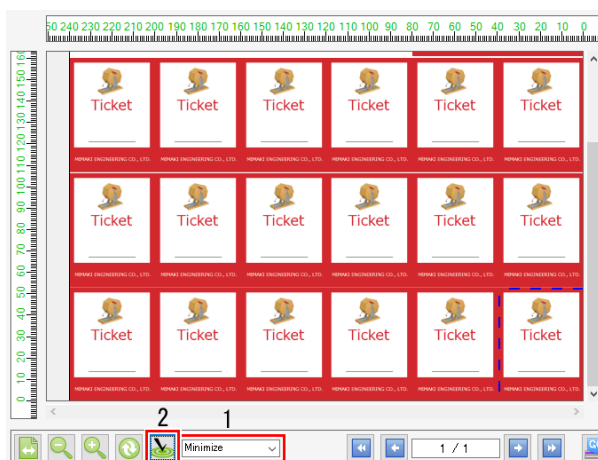 50 240 230 220 210 200 190 180 170 160 150 140 130 120 110 100 90 80 70 60 50 40 30 20 10 0
150 140 130 120 110 100 90 80 70 60 50 40 30 20 10 0
Ticket Ticket Ticket Ticket Ticket Ticket
MIMAKI ENGINEERING CO., LTD. MIMAKI ENGINEERING CO., LTD. MIMAKI ENGINEERING CO., LTD. MIMAKI ENGINEERING CO., LTD. MIMAKI ENGINEERING CO., LTD. MIMAKI ENGINEERING CO., LTD.
Ticket Ticket Ticket Ticket Ticket Ticket
MIMAKI ENGINEERING CO., LTD. MIMAKI ENGINEERING CO., LTD. MIMAKI ENGINEERING CO., LTD. MIMAKI ENGINEERING CO., LTD. MIMAKI ENGINEERING CO., LTD. MIMAKI ENGINEERING CO., LTD.
Ticket Ticket Ticket Ticket Ticket Ticket
MIMAKI ENGINEERING CO., LTD. MIMAKI ENGINEERING CO., LTD. MIMAKI ENGINEERING CO., LTD. MIMAKI ENGINEERING CO., LTD. MIMAKI ENGINEERING CO., LTD. MIMAKI ENGINEERING CO., LTD.
2 1
Minimize 1 / 1